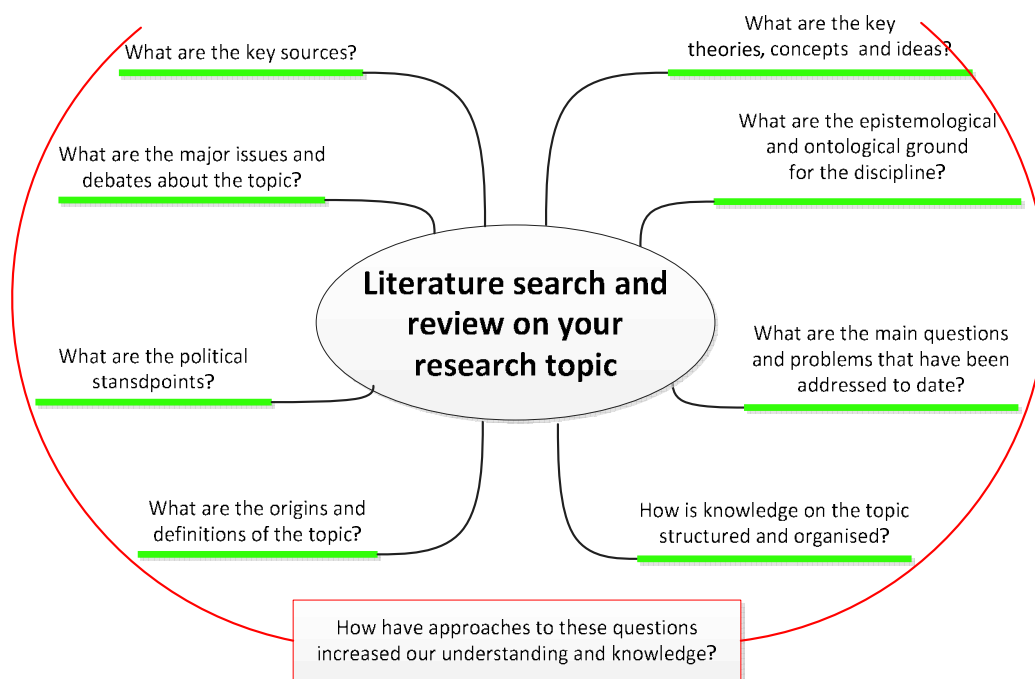 What are the key sources?
What are the key
theories, concepts and ideas?
What are the major issues and
debates about the topic?
What are the epistemological
and ontological ground
for the discipline?
Literature search and
review on your
research topic
What are the political
stansdpoints?
What are the main questions
and problems that have been
addressed to date?
What are the origins and
definitions of the topic?
How is knowledge on the topic
structured and organised?
How have approaches to these questions
increased our understanding and knowledge?